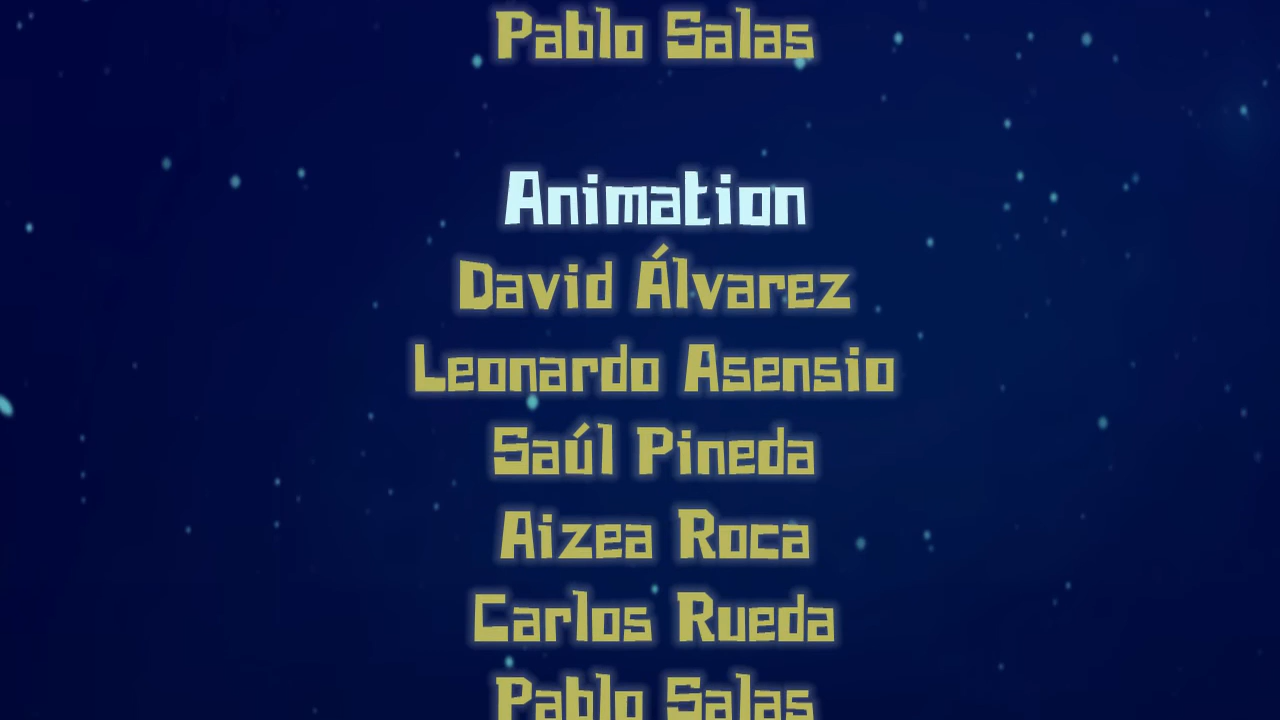 Pablo Salas
Animation
David Álvarez
Leonardo Asensio
Saúl Pineda
Aizea Roca
Carlos Rueda
Pablo Salas